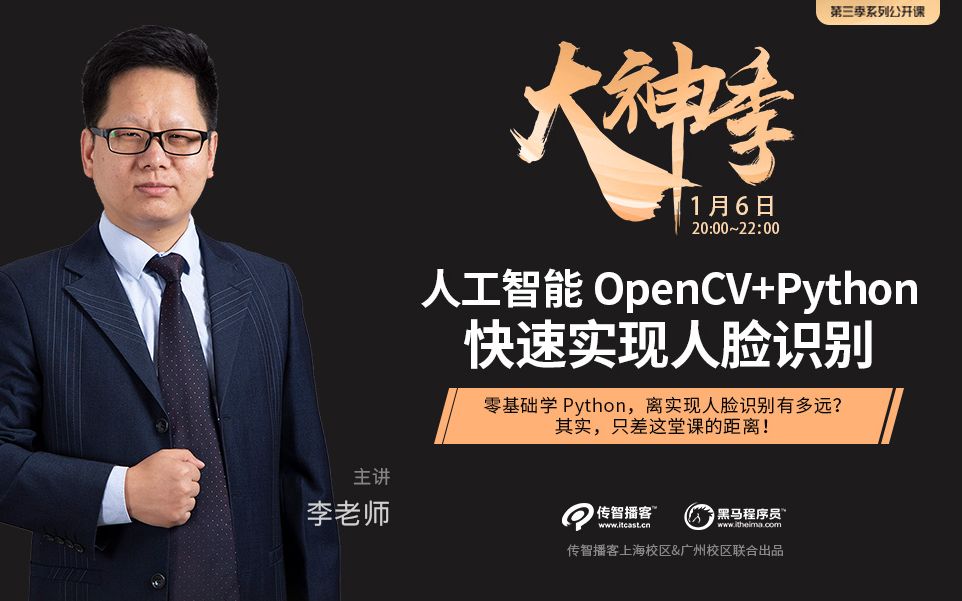 第三季系列公开课
大神季
1月6日
20:00~22:00
人工智能 OpenCV+Python
快速实现人脸识别
零基础学 Python，离实现人脸识别有多远？
其实，只差这堂课的距离！
主讲
李老师
传智播客™
www.itcast.cn
黑马程序员™
www.itheima.com
传智播客上海校区&广州校区联合出品